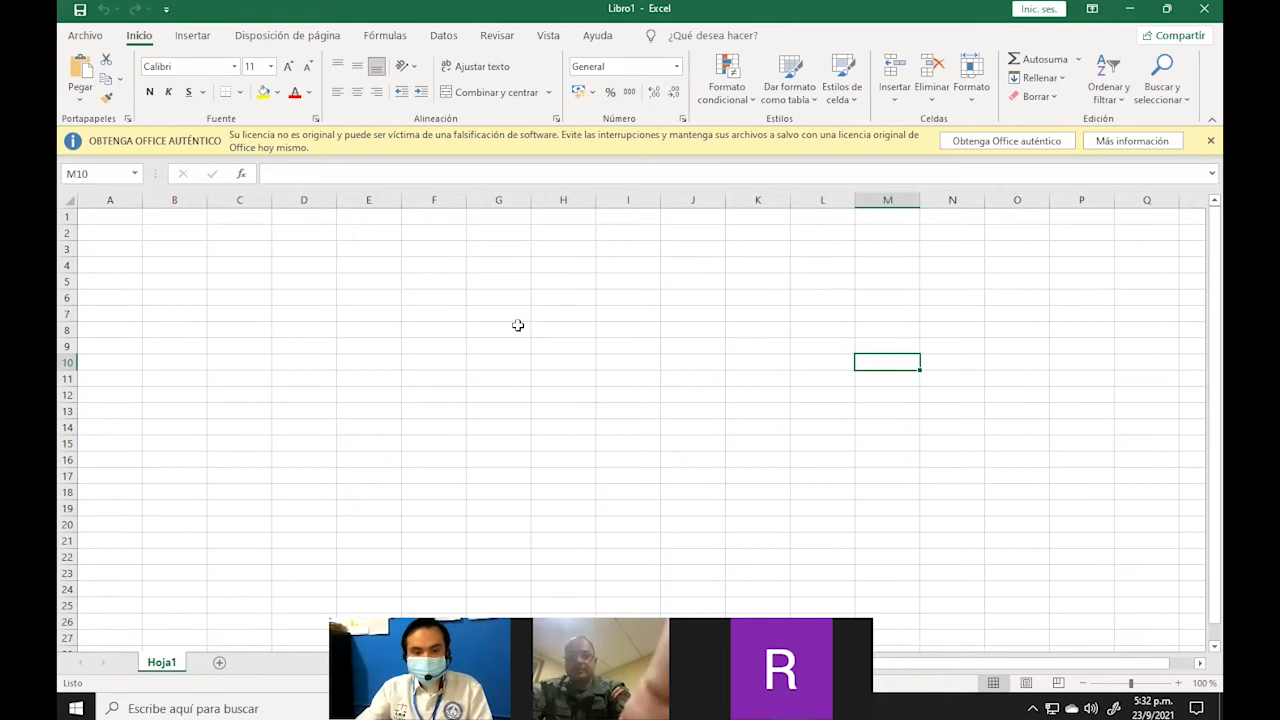 Libro1 - Excel
Inic. ses.
Archivo Inicio Insertar Disposición de página Fórmulas Datos Revisar Vista Ayuda ¿Qué desea hacer? Compartir
Pegar
Calibri 11
N K S
Ajustar texto
Combinar y centrar
General
% 000
Formato condicional
Dar formato como tabla
Estilos de celda
Insertar Eliminar Formato
Autosuma
Rellenar
Borrar
Ordenar y filtrar
Buscar y seleccionar
Portapapeles Fuente Alineación Número Estilos Celdas Edición
OBTENGA OFFICE AUTÉNTICO
Su licencia no es original y puede ser víctima de una falsificación de software. Evite las interrupciones y mantenga sus archivos a salvo con una licencia original de
Office hoy mismo.
Obtenga Office auténtico
Más información
M10
fx
A B C D E F G H I J K L M N O P Q
1
2
3
4
5
6
7
8
9
10
11
12
13
14
15
16
17
18
19
20
21
22
23
24
25
26
27
R
Hoja1
Listo
100 %
Escribe aquí para buscar
5:32 p.m.
23/9/2021